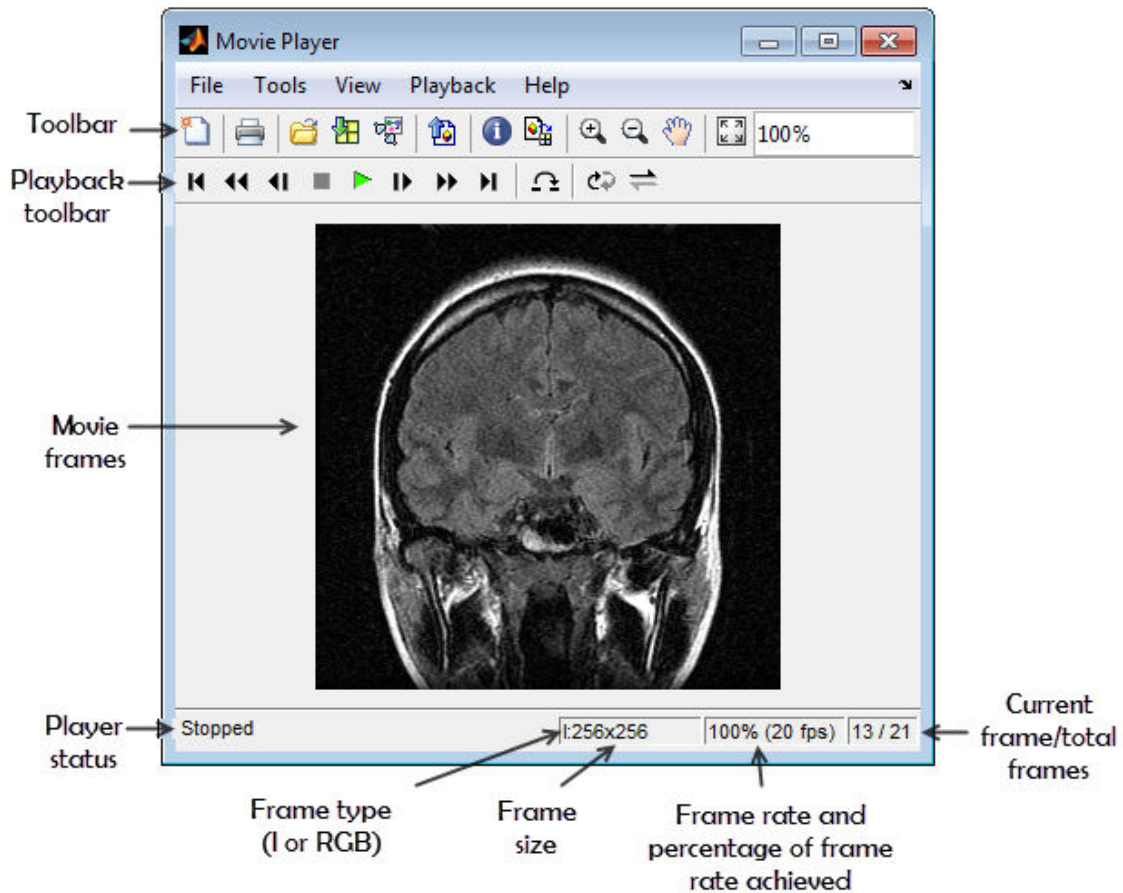 Movie Player
File Tools View Playback Help
Toolbar
100%
Playback
toolbar
Movie
frames
Player
status
Stopped
I:256x256
100% (20 fps)
13 / 21
Current
frame/total
frames
Frame type
(I or RGB)
Frame
size
Frame rate and
percentage of frame
rate achieved